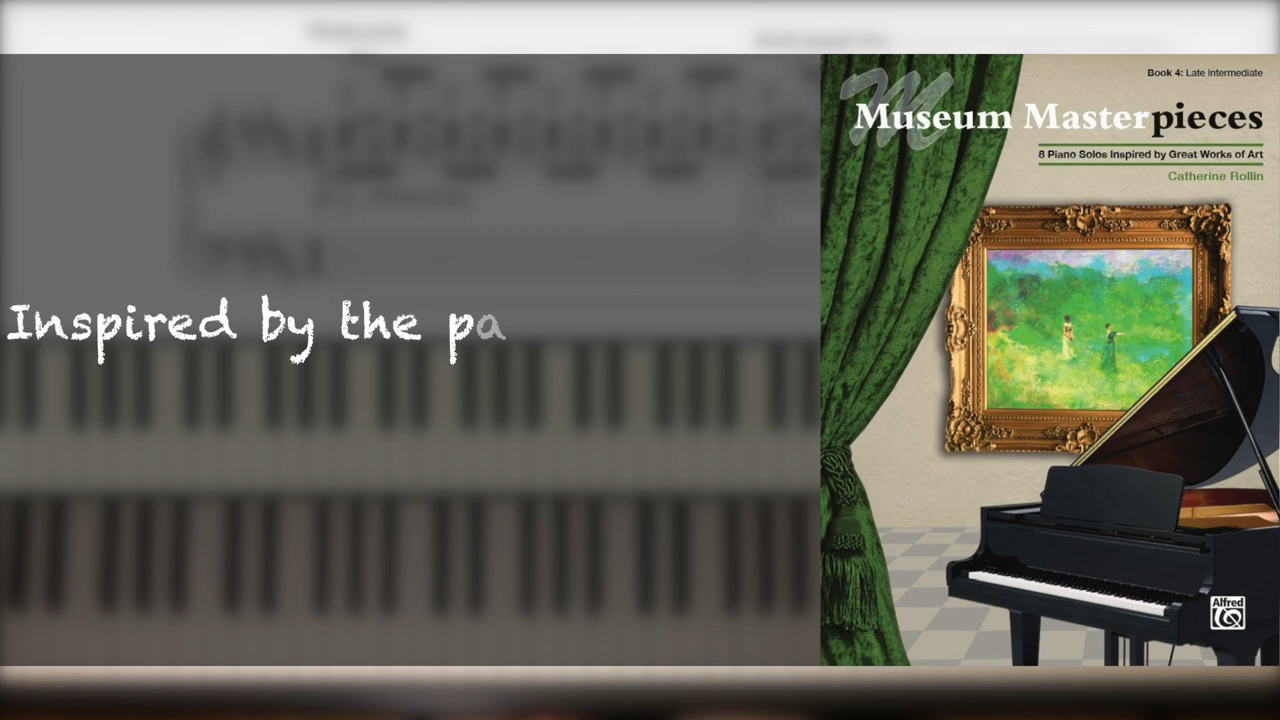 Inspired by the pa
Book 4: Late Intermediate
Museum Masterpieces
8 Piano Solos Inspired by Great Works of Art
Catherine Rollin
Alfred